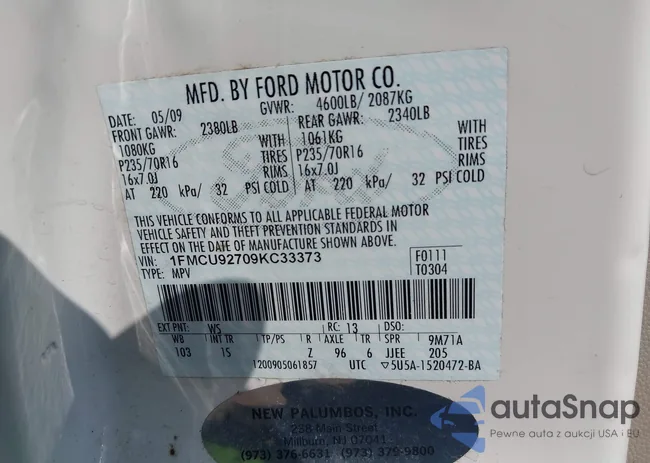 MFD. BY FORD MOTOR CO.
DATE: 05/09 GVWR: 4600LB/ 2087KG
FRONT GAWR: 2380LB REAR GAWR: 2340LB
1080KG WITH 1061KG WITH
P235/70R16 TIRES P235/70R16 TIRES
16x7.0J RIMS 16x7.0J RIMS
AT 220 kPa/ 32 PSI COLD AT 220 kPa/ 32 PSI COLD
THIS VEHICLE CONFORMS TO ALL APPLICABLE FEDERAL MOTOR
VEHICLE SAFETY AND THEFT PREVENTION STANDARDS IN
EFFECT ON THE DATE OF MANUFACTURE SHOWN ABOVE.
VIN: 1FMCU92709KC33373 F0111
TYPE: MPV T0304
EXT PNT: WS RC: 13 DSO:
WB INT TR TP/PS R AXLE TR SPR 9M71A
103 1S Z 96 6 JJEE 205
1200905061857 UTC ▽5U5A-1520472-BA
NEW PALUMBOS, INC.
238 Main Street
Millburn, NJ 07041
(973) 376-6631 (973) 379-9800
autoSnap
Pewne auta z aukcji USA i EU